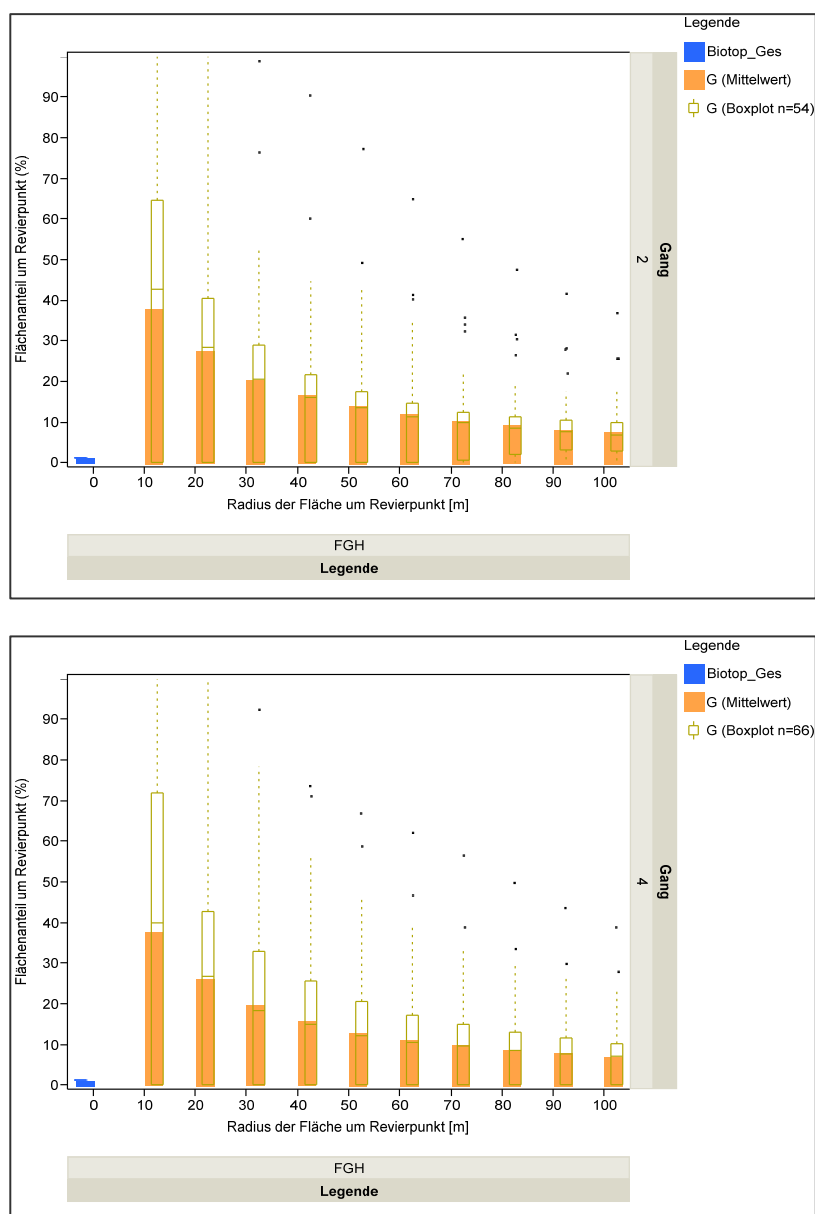 Legende
Biotop_Ges
G (Mittelwert)
G (Boxplot n=54)
Flächenanteil um Revierpunkt (%)
90
80
70
60
50
40
30
20
10
0
0 10 20 30 40 50 60 70 80 90 100
Radius der Fläche um Revierpunkt [m]
2
Gang
FGH
Legende
Legende
Biotop_Ges
G (Mittelwert)
G (Boxplot n=66)
Flächenanteil um Revierpunkt (%)
90
80
70
60
50
40
30
20
10
0
0 10 20 30 40 50 60 70 80 90 100
Radius der Fläche um Revierpunkt [m]
4
Gang
FGH
Legende